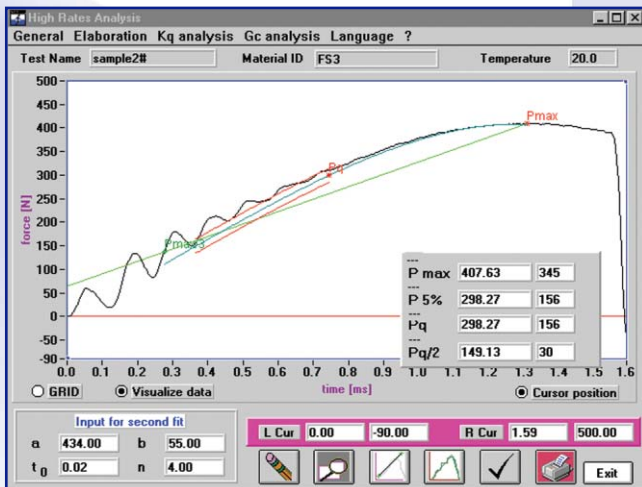 High Rates Analysis
General Elaboration Kq analysis Gc analysis Language ?
Test Name sample2# Material ID FS3 Temperature 20.0
500
400
300
200
150
100
50
0
-50
-90
force [N]
Pmax
Pq
P max 407.63 345
P 5% 298.27 156
Pq 298.27 156
Pq/2 149.13 30
0.0 0.1 0.2 0.3 0.4 0.5 0.6 0.7 0.8 0.9 1.0 1.1 1.2 1.3 1.4 1.5 1.6
time [ms]
GRID Visualize data Cursor position
Input for second fit
a 434.00 b 55.00
t0 0.02 n 4.00
L Cur 0.00 -90.00 R Cur 1.59 500.00
Exit